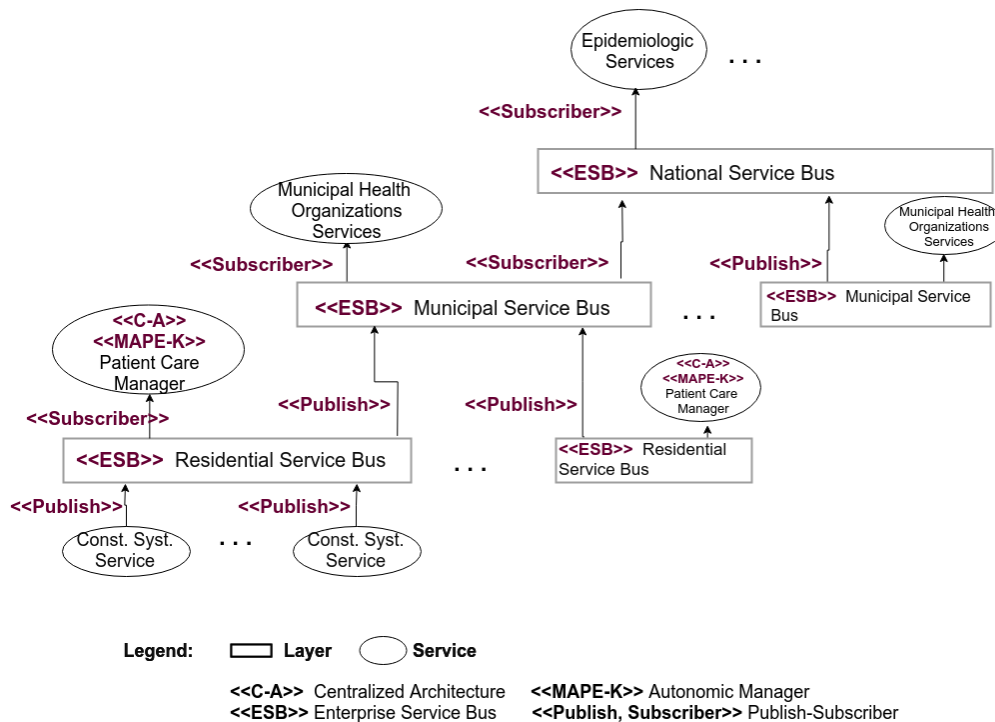 Epidemiologic
Services
. . .
<<Subscriber>>
<<ESB>> National Service Bus
Municipal Health
Organizations
Services
Municipal Health
Organizations
Services
<<Subscriber>>
<<Subscriber>>
<<Publish>>
<<ESB>> Municipal Service Bus
. . .
<<ESB>> Municipal Service
Bus
<<C-A>>
<<MAPE-K>>
Patient Care
Manager
<<C-A>>
<<MAPE-K>>
Patient Care
Manager
<<Subscriber>>
<<Publish>>
<<Publish>>
<<ESB>> Residential Service Bus
. . .
<<ESB>> Residential
Service Bus
<<Publish>>
<<Publish>>
Const. Syst.
Service
. . .
Const. Syst.
Service
Legend:
Layer
Service
<<C-A>> Centralized Architecture
<<MAPE-K>> Autonomic Manager
<<ESB>> Enterprise Service Bus
<<Publish, Subscriber>> Publish-Subscriber